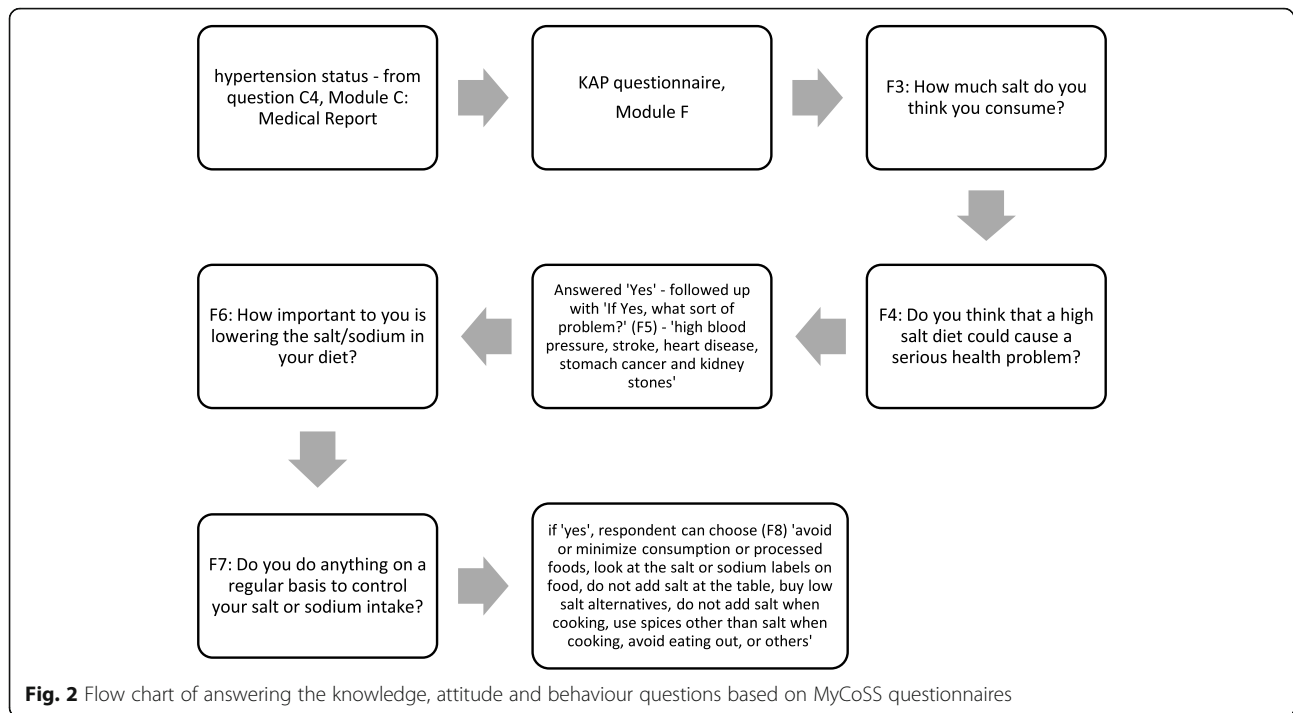 hypertension status - from
question C4, Module C:
Medical Report
KAP questionnaire,
Module F
F3: How much salt do you
think you consume?
F4: Do you think that a high
salt diet could cause a
serious health problem?
Answered 'Yes' - followed up
with 'If Yes, what sort of
problem?' (F5) - 'high blood
pressure, stroke, heart disease,
stomach cancer and kidney
stones'
F6: How important to you is
lowering the salt/sodium in
your diet?
F7: Do you do anything on a
regular basis to control
your salt or sodium intake?
if 'yes', respondent can choose (F8) 'avoid
or minimize consumption or processed
foods, look at the salt or sodium labels on
food, do not add salt at the table, buy low
salt alternatives, do not add salt when
cooking, use spices other than salt when
cooking, avoid eating out, or others'
Fig. 2 Flow chart of answering the knowledge, attitude and behaviour questions based on MyCoSS questionnaires